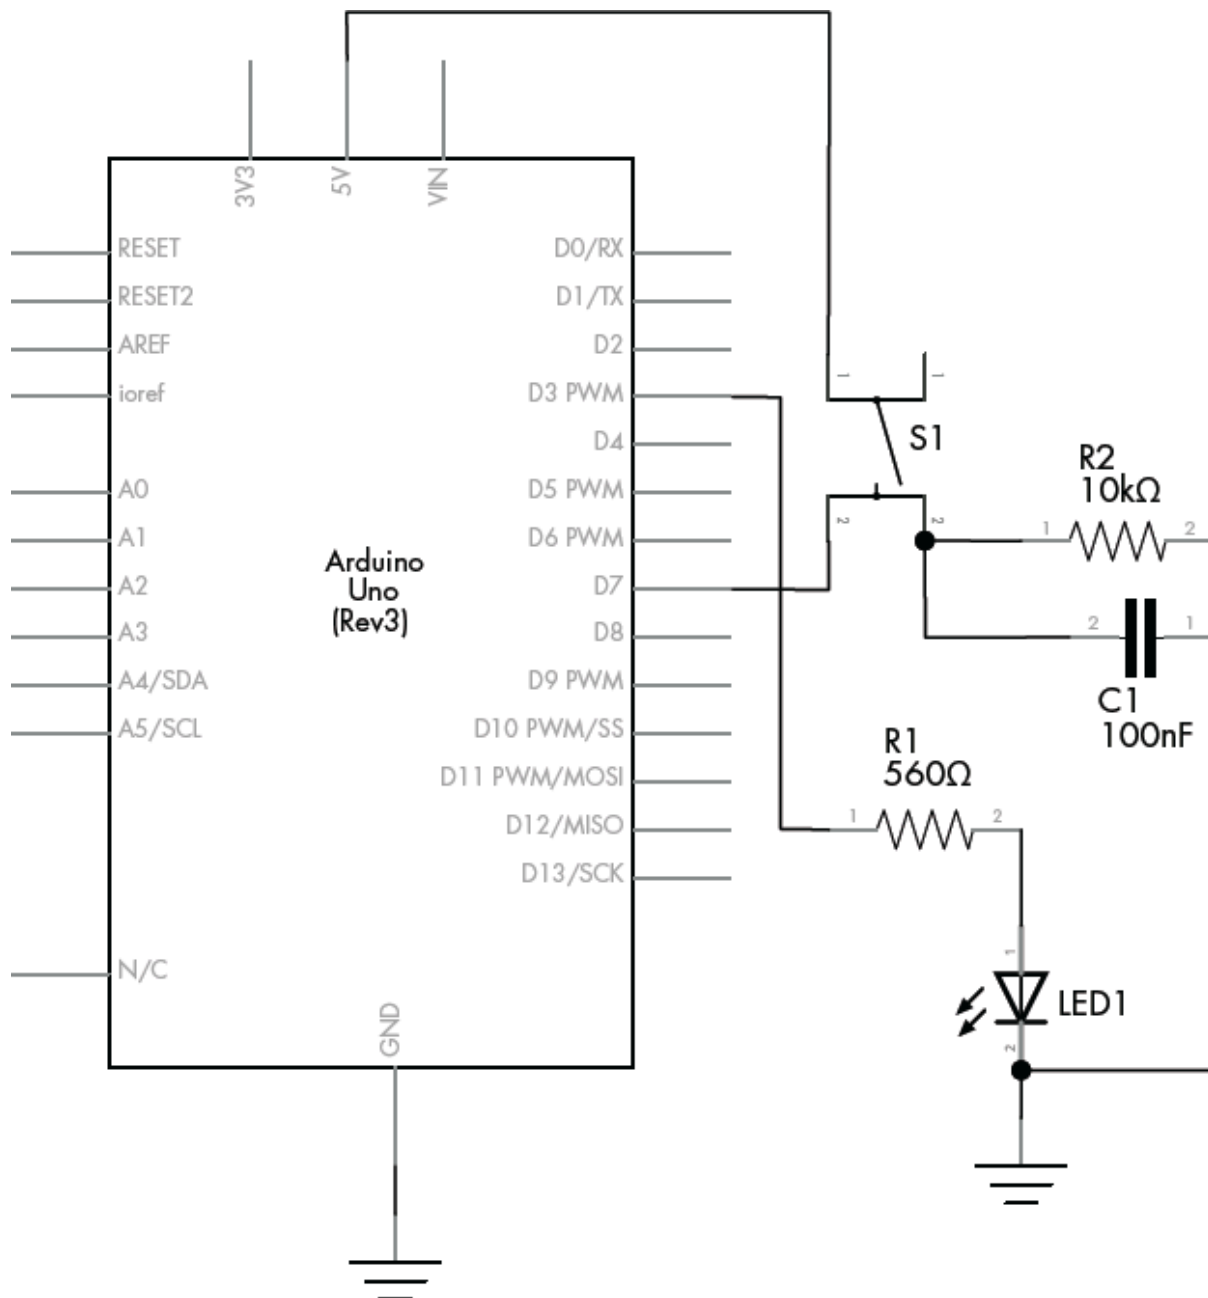 3V3
5V
VIN
RESET
RESET2
AREF
ioref
A0
A1
A2
A3
A4/SDA
A5/SCL
N/C
Arduino
Uno
(Rev3)
D0/RX
D1/TX
D2
D3 PWM
D4
D5 PWM
D6 PWM
D7
D8
D9 PWM
D10 PWM/SS
D11 PWM/MOSI
D12/MISO
D13/SCK
GND
1
1
S1
2
2
R2
10kΩ
1
2
2
1
C1
100nF
R1
560Ω
1
2
1
LED1
2